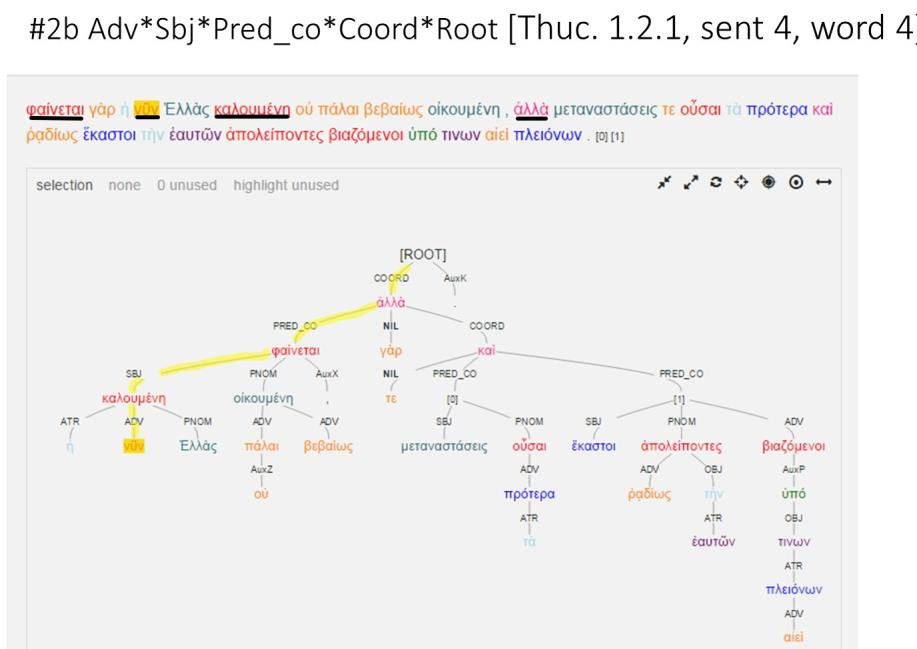 #2b Adv*Sbj*Pred_co*Coord*Root [Thuc. 1.2.1, sent 4, word 4]
φαίνεται γὰρ ἡ νῦν Ἑλλὰς καλουμένη οὐ πάλαι βεβαίως οἰκουμένη , ἀλλὰ μεταναστάσεις τε οὖσαι τὰ πρότερα καὶ
ῥᾳδίως ἕκαστοι τὴν ἑαυτῶν ἀπολείποντες βιαζόμενοι ὑπό τινων αἰεὶ πλειόνων . [0] [1]
selection none 0 unused highlight unused
[ROOT]
COORD AuxK
ἀλλὰ .
PRED_CO NIL COORD
φαίνεται γὰρ καὶ
SBJ PNOM AuxX NIL PRED_CO PRED_CO
καλουμένη οἰκουμένη , τε [0] [1]
ATR ADV PNOM ADV ADV SBJ PNOM SBJ PNOM ADV
ἡ νῦν Ἑλλὰς πάλαι βεβαίως μεταναστάσεις οὖσαι ἕκαστοι ἀπολείποντες βιαζόμενοι
AuxZ ADV ADV OBJ AuxP
οὐ πρότερα ῥᾳδίως τὴν ὑπό
ATR ATR OBJ
τὰ ἑαυτῶν τινων
ATR
πλειόνων
ADV
αἰεὶ